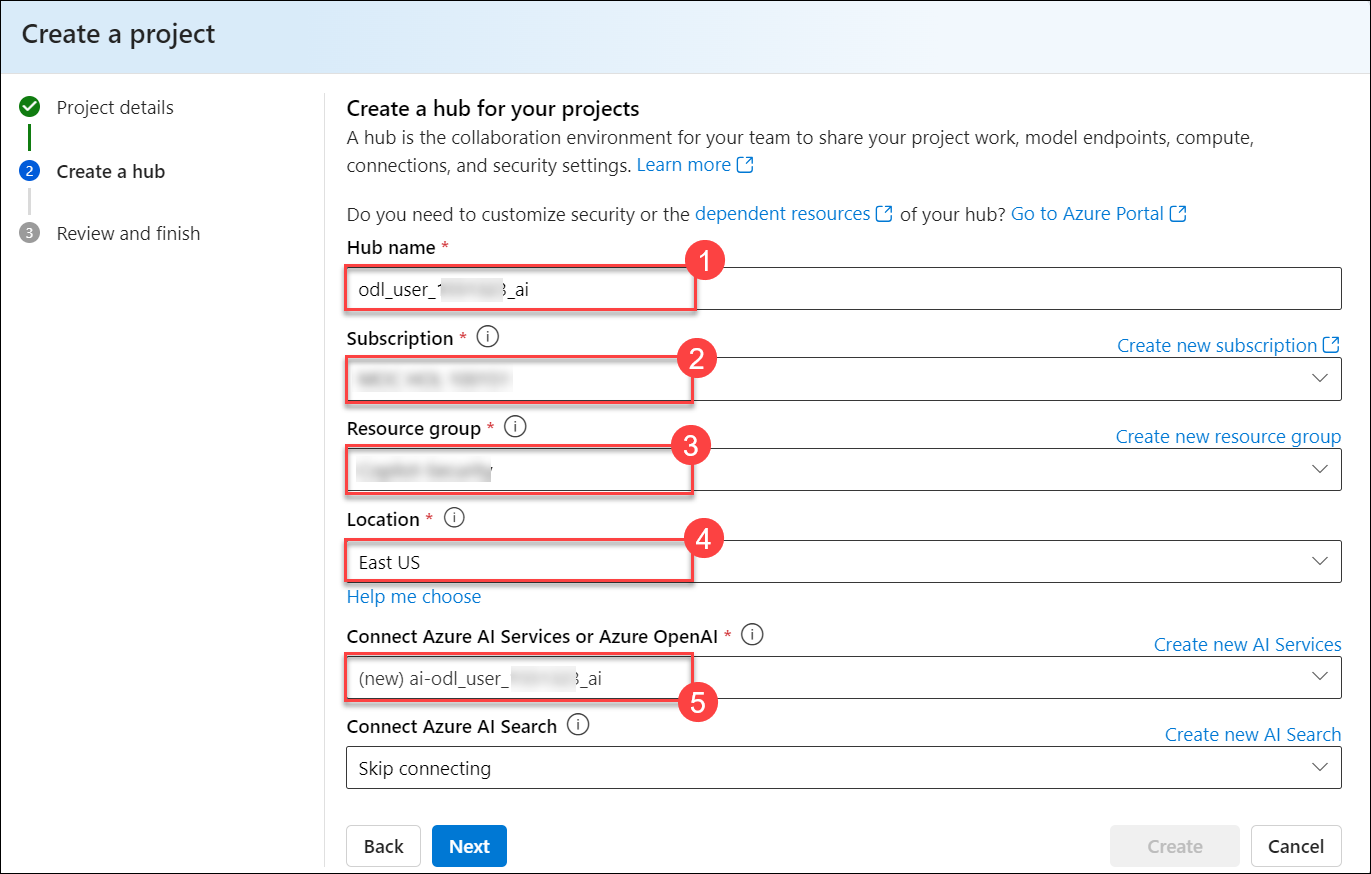 Create a project
Project details
2 Create a hub
3 Review and finish
Create a hub for your projects
A hub is the collaboration environment for your team to share your project work, model endpoints, compute,
connections, and security settings. Learn more
Do you need to customize security or the dependent resources of your hub? Go to Azure Portal
Hub name *
1
odl_user_ _ai
Subscription *
Create new subscription
2
Resource group *
Create new resource group
3
Location *
4
East US
Help me choose
Connect Azure AI Services or Azure OpenAI *
Create new AI Services
(new) ai-odl_user_ _ai
5
Connect Azure AI Search
Create new AI Search
Skip connecting
Back Next Create Cancel